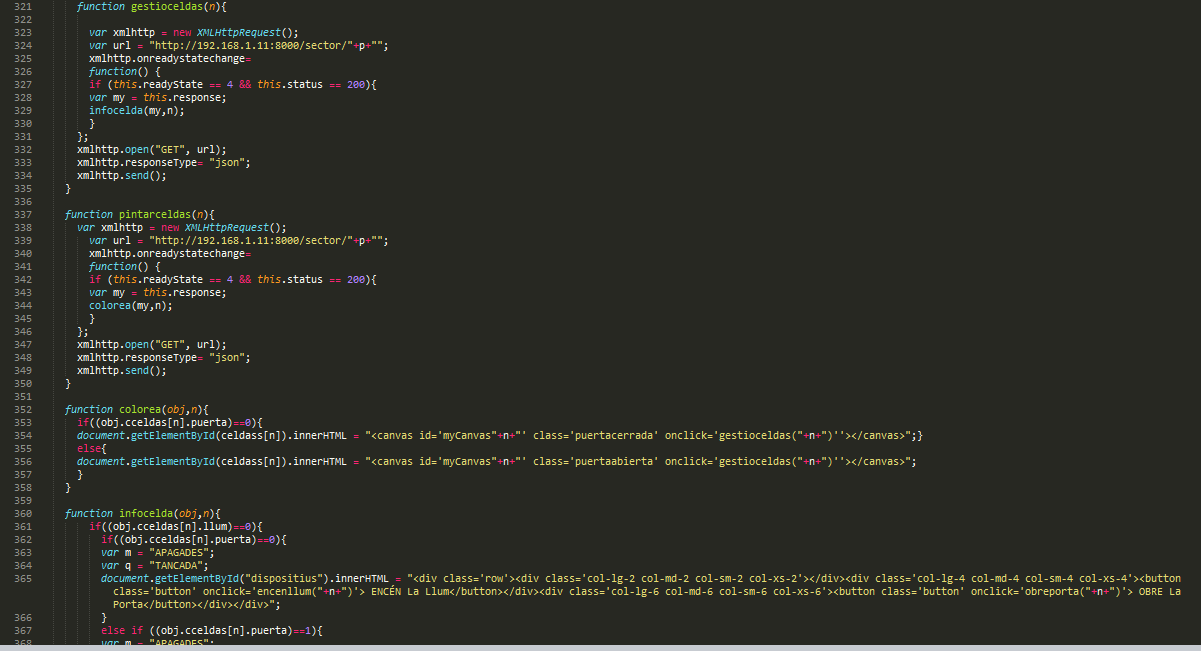 321 function gestioceldas(n){
322
323 var xmlhttp = new XMLHttpRequest();
324 var url = "http://192.168.1.11:8000/sector/"+p+"";
325 xmlhttp.onreadystatechange=
326 function() {
327 if (this.readyState == 4 && this.status == 200){
328 var my = this.response;
329 infocelda(my,n);
330 }
331 };
332 xmlhttp.open("GET", url);
333 xmlhttp.responseType= "json";
334 xmlhttp.send();
335 }
336
337 function pintarceldas(n){
338 var xmlhttp = new XMLHttpRequest();
339 var url = "http://192.168.1.11:8000/sector/"+p+"";
340 xmlhttp.onreadystatechange=
341 function() {
342 if (this.readyState == 4 && this.status == 200){
343 var my = this.response;
344 colorea(my,n);
345 }
346 };
347 xmlhttp.open("GET", url);
348 xmlhttp.responseType= "json";
349 xmlhttp.send();
350 }
351
352 function colorea(obj,n){
353 if((obj.cceldas[n].puerta)==0){
354 document.getElementById(celdass[n]).innerHTML = "<canvas id='myCanvas"+n+"' class='puertacerrada' onclick='gestioceldas("+n+")''></canvas>";}
355 else{
356 document.getElementById(celdass[n]).innerHTML = "<canvas id='myCanvas"+n+"' class='puertaabierta' onclick='gestioceldas("+n+")''></canvas>";
357 }
358 }
359
360 function infocelda(obj,n){
361 if((obj.cceldas[n].llum)==0){
362 if((obj.cceldas[n].puerta)==0){
363 var m = "APAGADES";
364 var q = "TANCADA";
365 document.getElementById("dispositius").innerHTML = "<div class='row'><div class='col-lg-2 col-md-2 col-sm-2 col-xs-2'></div><div class='col-lg-4 col-md-4 col-sm-4 col-xs-4'><button
class='button' onclick='encenllum("+n+")'> ENCÉN La Llum</button></div><div class='col-lg-6 col-md-6 col-sm-6 col-xs-6'><button class='button' onclick='obreporta("+n+")'> OBRE La
Porta</button></div></div>";
366 }
367 else if ((obj.cceldas[n].puerta)==1){
368 var m = "APAGADES";